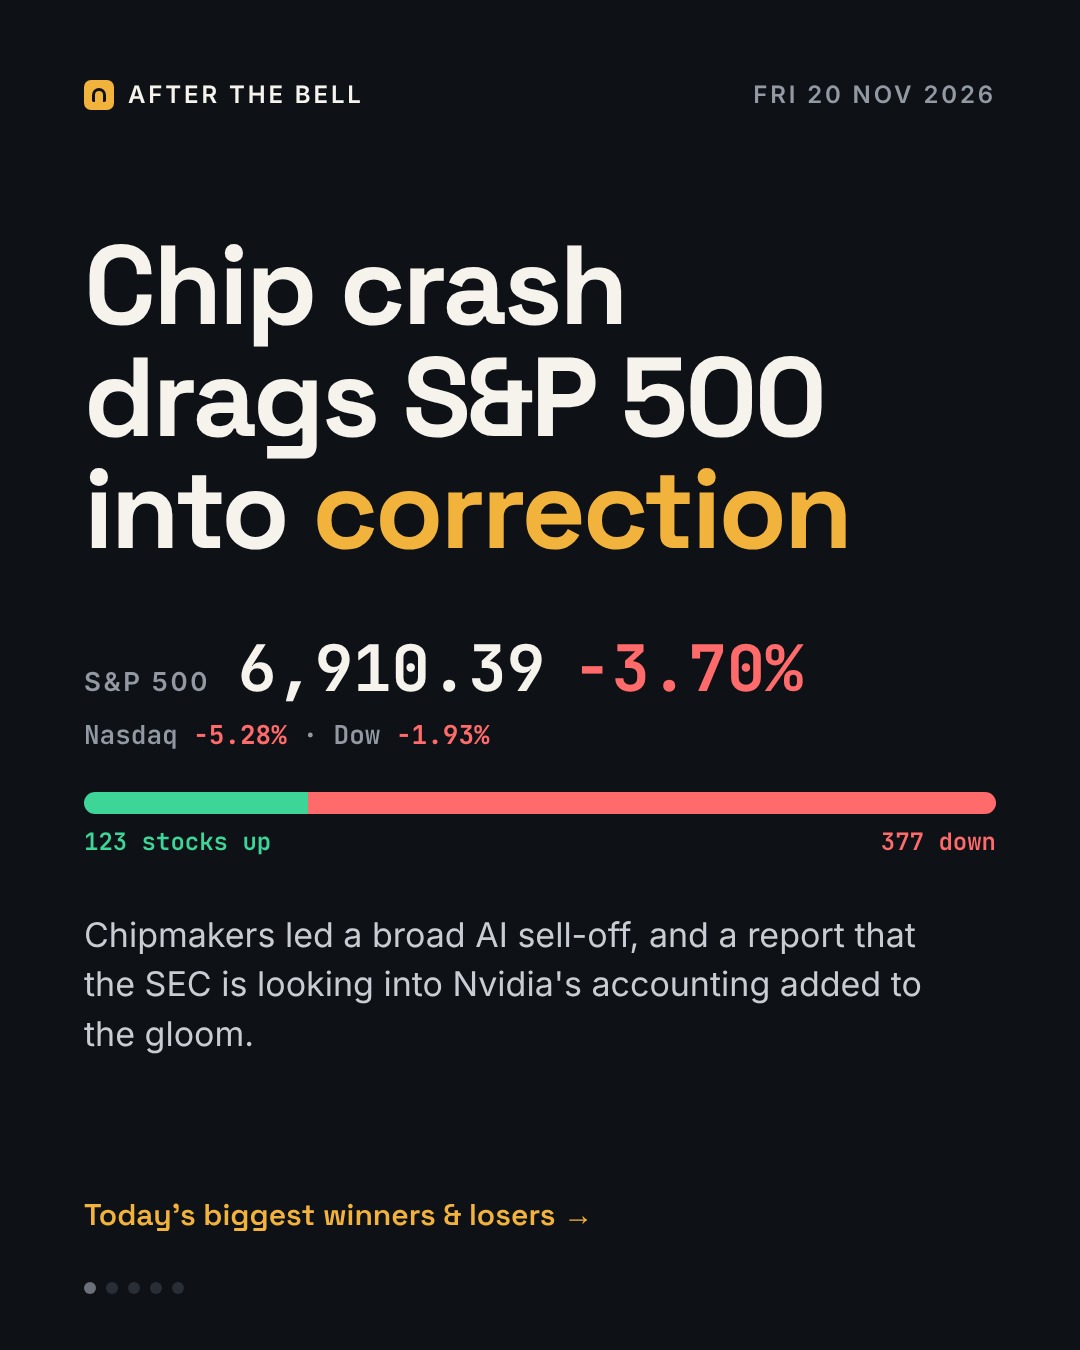 AFTER THE BELL
FRI 20 NOV 2026
Chip crash
drags S&P 500
into correction
S&P 500 6,910.39 -3.70%
Nasdaq -5.28% · Dow -1.93%
123 stocks up
377 down
Chipmakers led a broad AI sell-off, and a report that
the SEC is looking into Nvidia's accounting added to
the gloom.
Today’s biggest winners & losers →